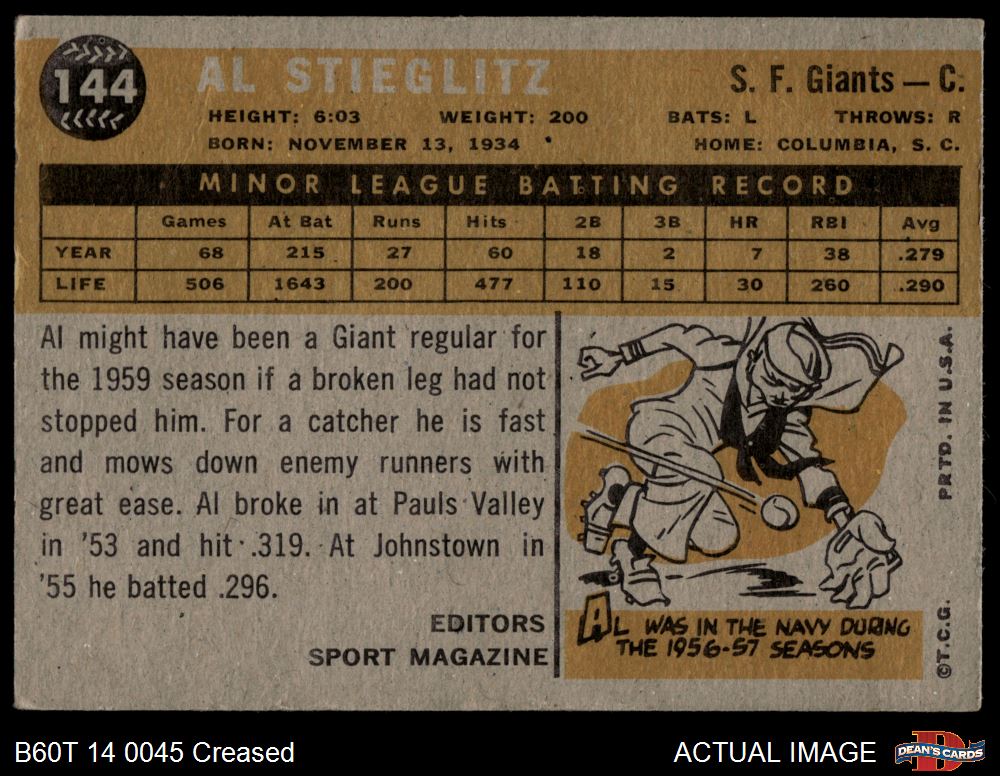 144
AL STIEGLITZ
S. F. Giants — C.
HEIGHT: 6:03 WEIGHT: 200 BATS: L THROWS: R
BORN: NOVEMBER 13, 1934 HOME: COLUMBIA, S. C.
MINOR LEAGUE BATTING RECORD
Games At Bat Runs Hits 2B 3B HR RBI Avg
YEAR 68 215 27 60 18 2 7 38 .279
LIFE 506 1643 200 477 110 15 30 260 .290
Al might have been a Giant regular for
the 1959 season if a broken leg had not
stopped him. For a catcher he is fast
and mows down enemy runners with
great ease. Al broke in at Pauls Valley
in '53 and hit .319. At Johnstown in
'55 he batted .296.
EDITORS
SPORT MAGAZINE
AL WAS IN THE NAVY DURING
THE 1956-57 SEASONS
©T.C.G. PRTD. IN U.S.A.
B60T 14 0045 Creased
ACTUAL IMAGE
DEAN'S CARDS